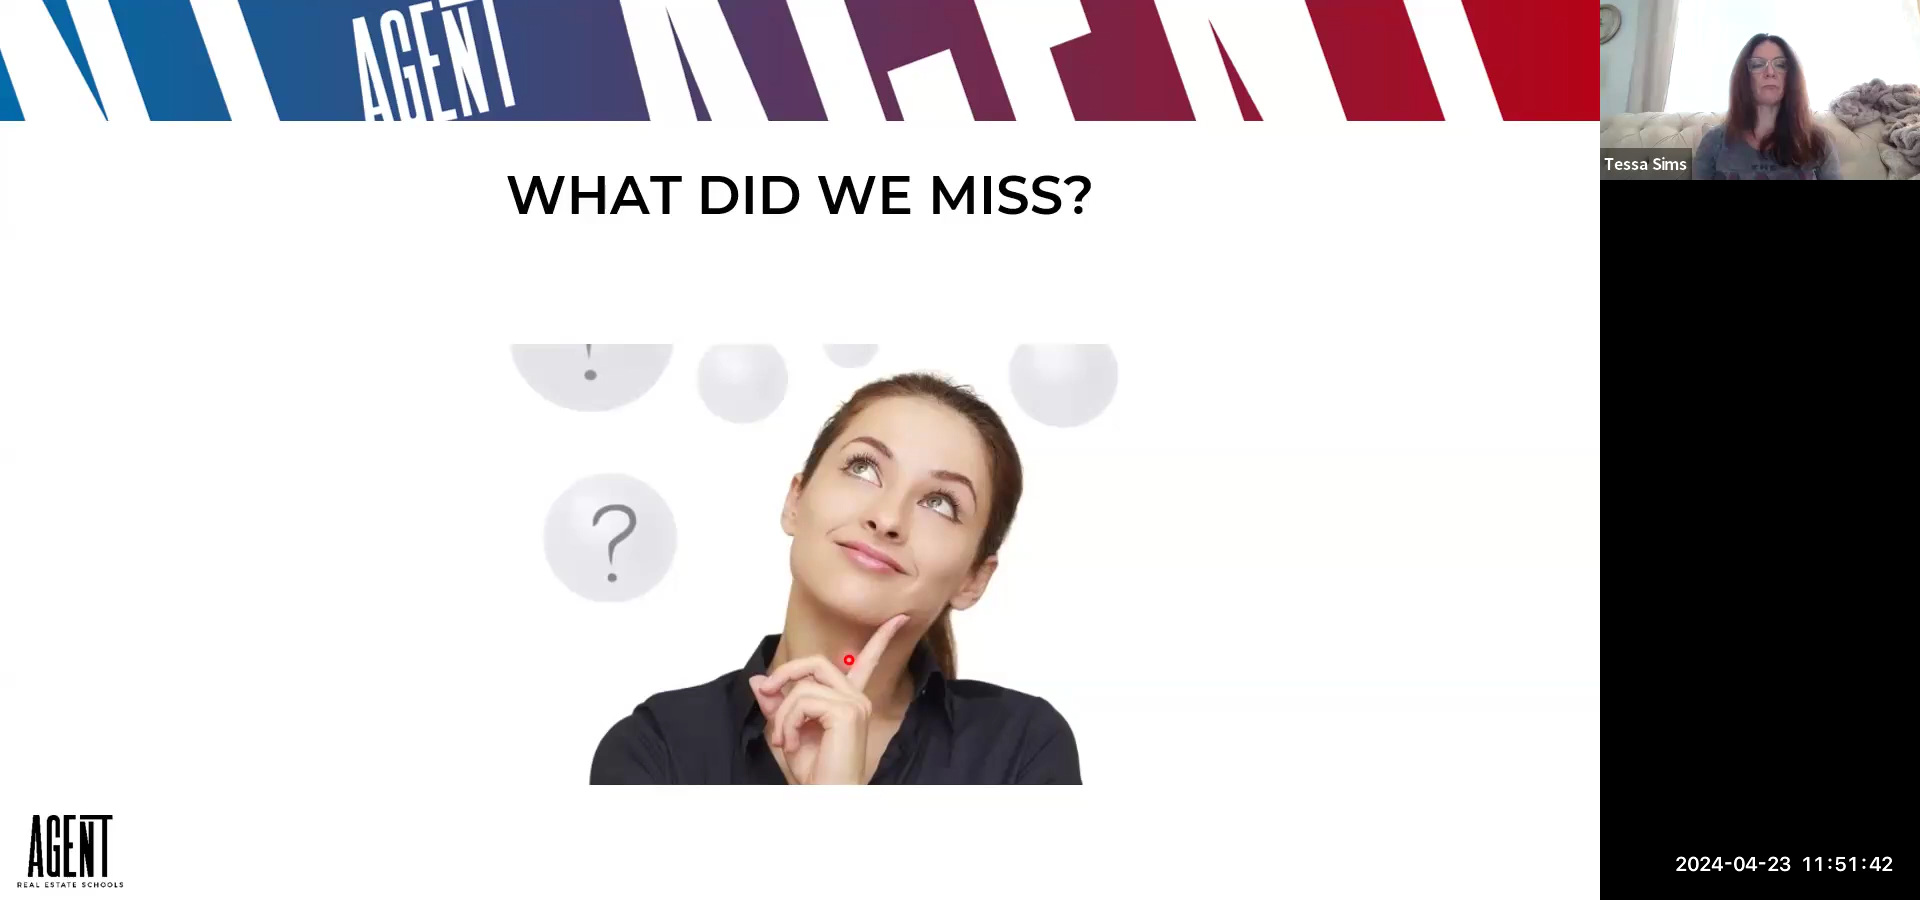 AGENT
WHAT DID WE MISS?
Tessa Sims
?
AGENT
REAL ESTATE SCHOOLS
2024-04-23 11:51:42